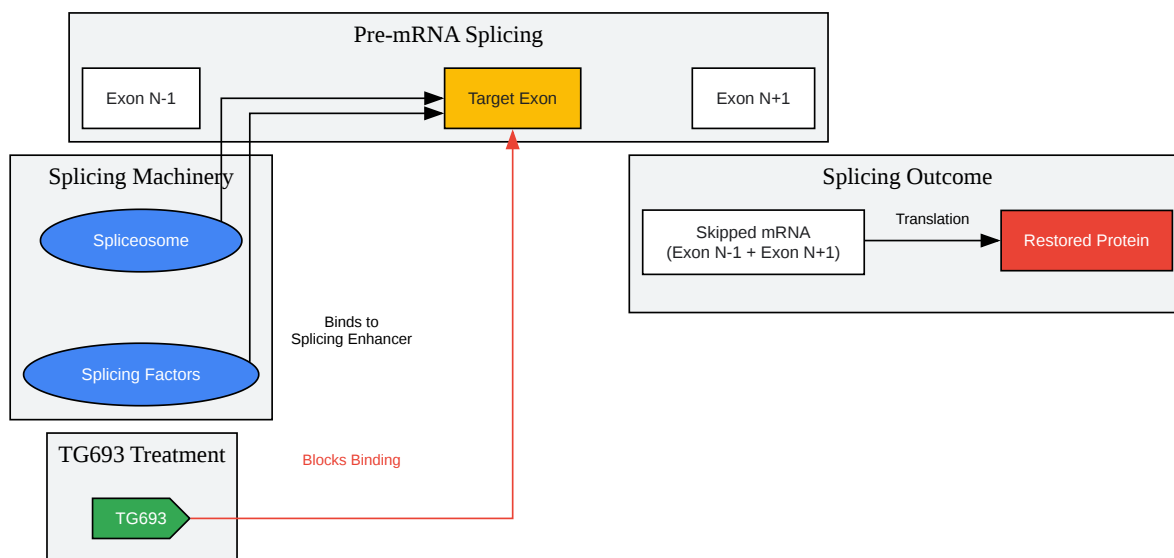 Pre-mRNA Splicing
Exon N-1
Target Exon
Exon N+1
Splicing Machinery
Spliceosome
Splicing Factors
Binds to
Splicing Enhancer
Splicing Outcome
Skipped mRNA
(Exon N-1 + Exon N+1)
Translation
Restored Protein
TG693 Treatment
TG693
Blocks Binding